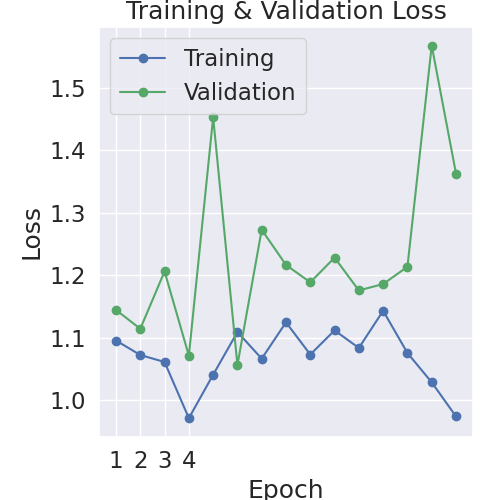 Training & Validation Loss
Training
Validation
1.5
1.4
1.3
1.2
1.1
1.0
Loss
1 2 3 4
Epoch